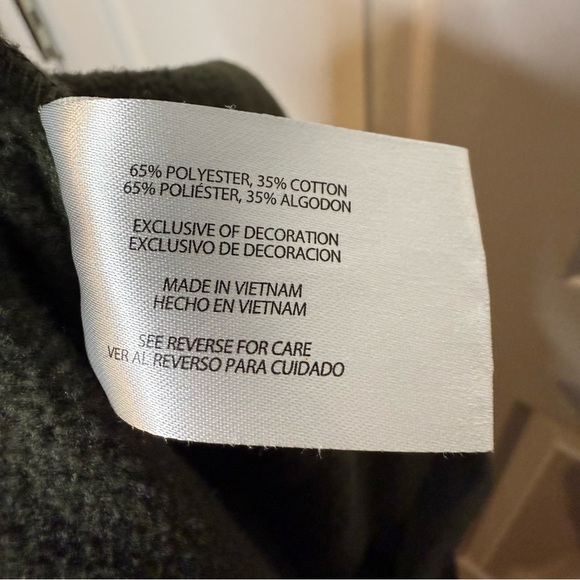 65% POLYESTER, 35% COTTON
65% POLIÉSTER, 35% ALGODON
EXCLUSIVE OF DECORATION
EXCLUSIVO DE DECORACION
MADE IN VIETNAM
HECHO EN VIETNAM
SEE REVERSE FOR CARE
VER AL REVERSO PARA CUIDADO